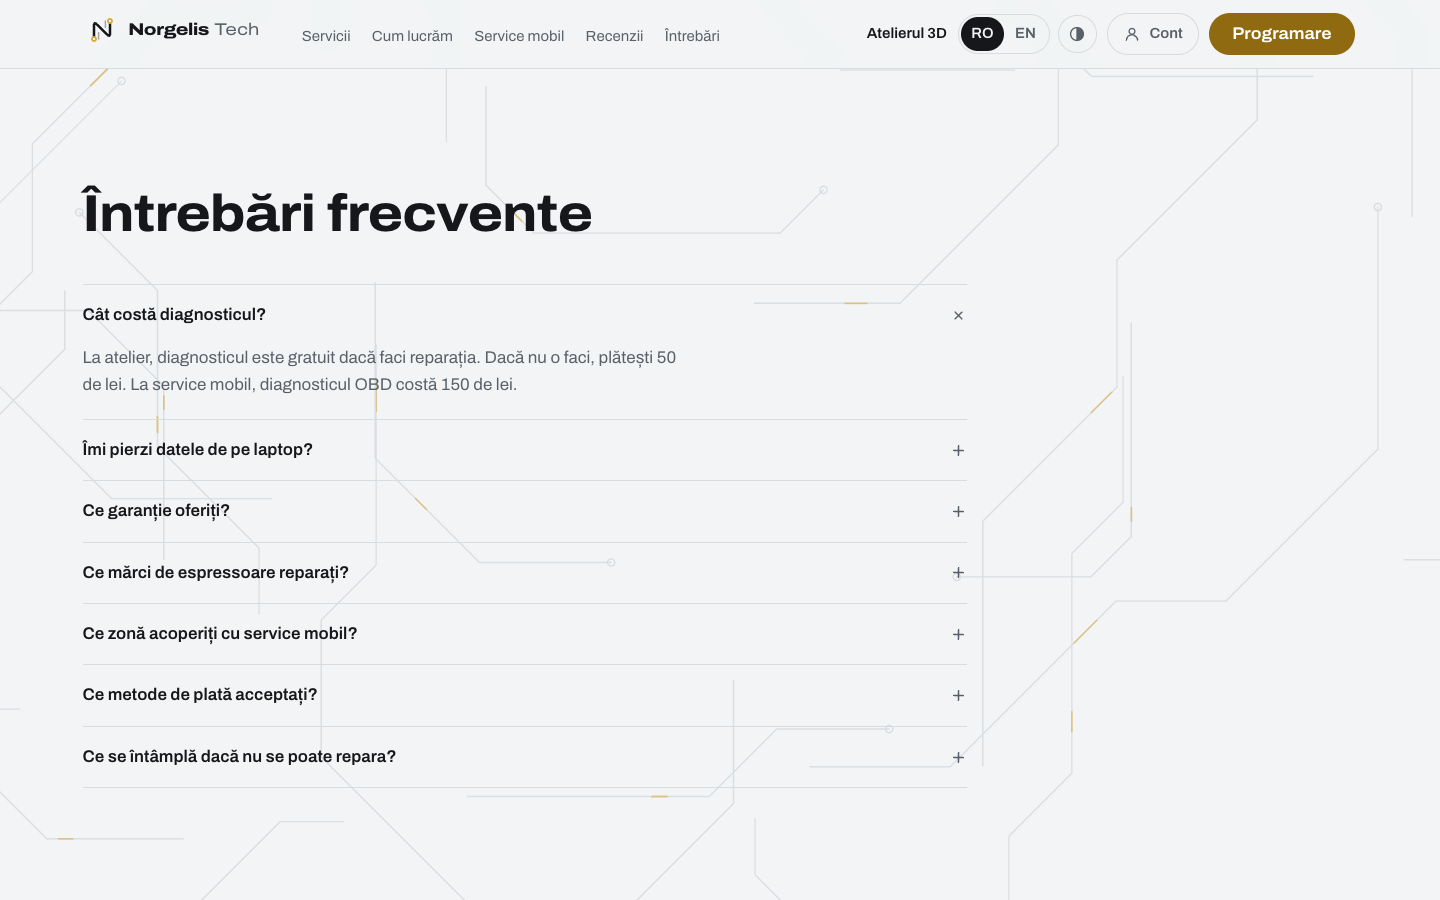 Norgelis Tech
Servicii
Cum lucrăm
Service mobil
Recenzii
Întrebări
Atelierul 3D
RO
EN
Cont
Programare
Întrebări frecvente
Cât costă diagnosticul?
La atelier, diagnosticul este gratuit dacă faci reparația. Dacă nu o faci, plătești 50
de lei. La service mobil, diagnosticul OBD costă 150 de lei.
Îmi pierzi datele de pe laptop?
Ce garanție oferiți?
Ce mărci de espressoare reparați?
Ce zonă acoperiți cu service mobil?
Ce metode de plată acceptați?
Ce se întâmplă dacă nu se poate repara?